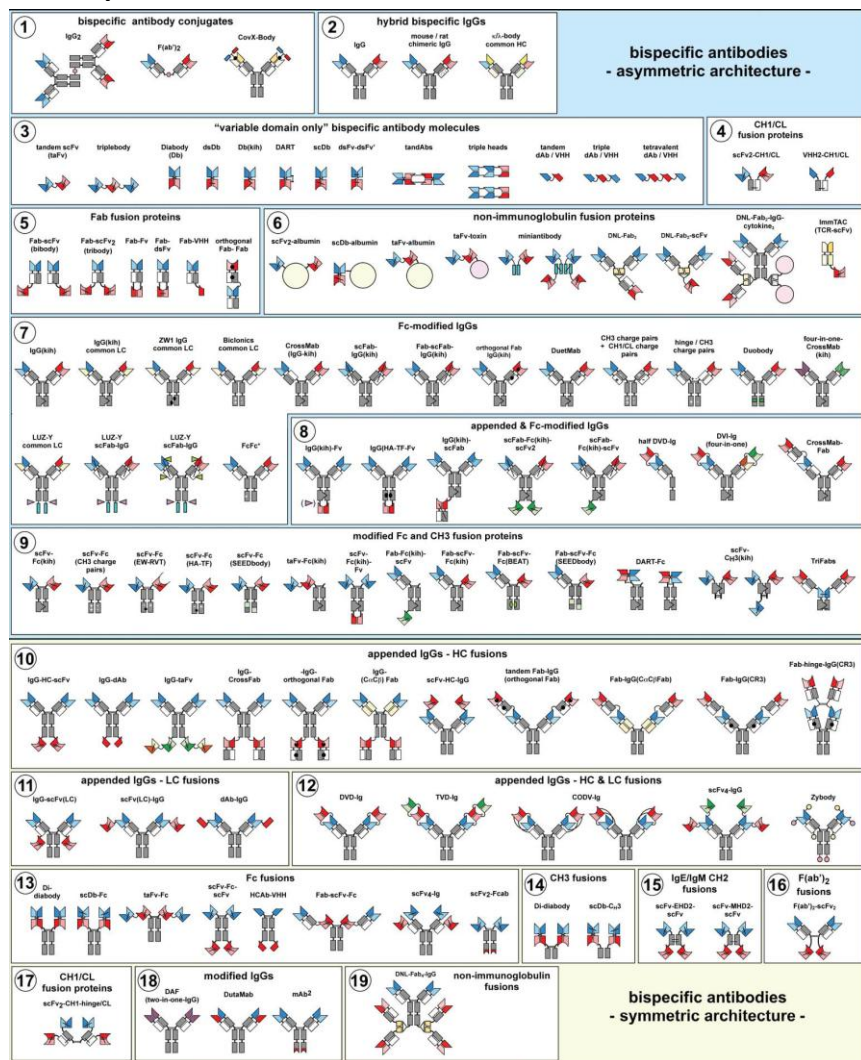 1
bispecific antibody conjugates
IgG2
F(ab')2
CovX-Body
2
hybrid bispecific IgGs
IgG
mouse / rat
chimeric IgG
κ/λ-body
common HC
bispecific antibodies
- asymmetric architecture -
3
"variable domain only" bispecific antibody molecules
tandem scFv
(taFv)
triplebody
Diabody
(Db)
dsDb
Db(kih)
DART
scDb
dsFv-dsFv'
tandAbs
triple heads
tandem
dAb / VHH
triple
dAb / VHH
tetravalent
dAb / VHH
4
CH1/CL
fusion proteins
scFv2-CH1/CL
VHH2-CH1/CL
5
Fab fusion proteins
Fab-scFv
(bibody)
Fab-scFv2
(tribody)
Fab-Fv
Fab-
dsFv
Fab-VHH
orthogonal
Fab- Fab
6
non-immunoglobulin fusion proteins
scFv2-albumin
scDb-albumin
taFv-albumin
taFv-toxin
miniantibody
DNL-Fab3
DNL-Fab2-scFv
DNL-Fab2-IgG-
cytokine2
ImmTAC
(TCR-scFv)
7
Fc-modified IgGs
IgG(kih)
IgG(kih)
common LC
ZW1 IgG
common LC
Biclonics
common LC
CrossMab
(IgG-kih)
scFab-
IgG(kih)
Fab-scFab-
IgG(kih)
orthogonal Fab
IgG(kih)
DuetMab
CH3 charge pairs
+ CH1/CL charge
pairs
hinge / CH3
charge pairs
Duobody
four-in-one-
CrossMab
(kih)
LUZ-Y
common LC
LUZ-Y
scFab-IgG
LUZ-Y
scFab-IgG
FcFc*
8
appended & Fc-modified IgGs
IgG(kih)-Fv
IgG(HA-TF-Fv
IgG(kih)-
scFab
scFab-Fc(kih)-
scFv2
scFab-
Fc(kih)-scFv
half DVD-Ig
DVI-Ig
(four-in-one)
CrossMab-
Fab
9
modified Fc and CH3 fusion proteins
scFv-
Fc(kih)
scFv-Fc
(CH3 charge
pairs)
scFv-Fc
(EW-RVT)
scFv-Fc
(HA-TF)
scFv-Fc
(SEEDbody)
taFv-Fc(kih)
scFv-
Fc(kih)-
Fv
Fab-Fc(kih)-
scFv
Fab-scFv-
Fc(kih)
Fab-scFv-
Fc(BEAT)
Fab-scFv-Fc
(SEEDbody)
DART-Fc
scFv-
CH3(kih)
TriFabs
10
appended IgGs - HC fusions
IgG-HC-scFv
IgG-dAb
IgG-taFv
IgG-
CrossFab
-IgG-
orthogonal Fab
IgG-
(CαCβ) Fab
scFv-HC-IgG
tandem Fab-IgG
(orthogonal Fab)
Fab-IgG(CαCβFab)
Fab-IgG(CR3)
Fab-hinge-IgG(CR3)
11
appended IgGs - LC fusions
IgG-scFv(LC)
scFv(LC)-IgG
dAb-IgG
12
appended IgGs - HC & LC fusions
DVD-Ig
TVD-Ig
CODV-Ig
scFv4-IgG
Zybody
13
Fc fusions
Di-
diabody
scDb-Fc
taFv-Fc
scFv-Fc-
scFv
HCAb-VHH
Fab-scFv-Fc
scFv4-Ig
scFv2-Fcab
14
CH3 fusions
Di-diabody
scDb-CH3
15
IgE/IgM CH2
fusions
scFv-EHD2-
scFv
scFv-MHD2-
scFv
16
F(ab')2
fusions
F(ab')2-scFv2
17
CH1/CL
fusion proteins
scFv2-CH1-hinge/CL
18
modified IgGs
DAF
(two-in-one-IgG)
DutaMab
mAb2
19
DNL-Fab4-IgG
non-immunoglobulin
fusions
bispecific antibodies
- symmetric architecture -